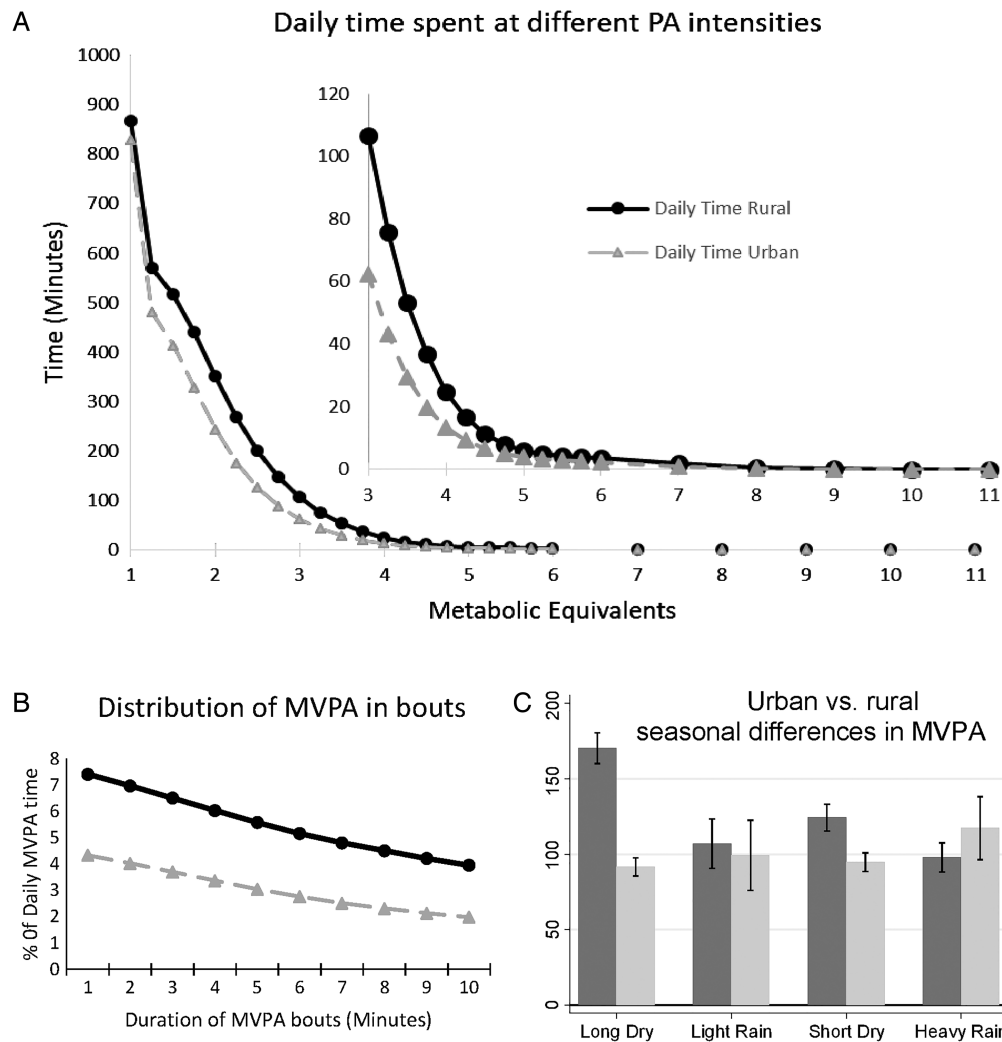 A
Daily time spent at different PA intensities
1000
900
800
700
600
500
400
300
200
100
0
Time (Minutes)
1 2 3 4 5 6 7 8 9 10 11
Metabolic Equivalents
120
100
80
60
40
20
0
3 4 5 6 7 8 9 10 11
Daily Time Rural
Daily Time Urban
B
Distribution of MVPA in bouts
8
7
6
5
4
3
2
1
0
% 0f Daily MVPA time
1 2 3 4 5 6 7 8 9 10
Duration of MVPA bouts (Minutes)
C
Urban vs. rural
seasonal differences in MVPA
200
150
100
50
0
Long Dry Light Rain Short Dry Heavy Rain